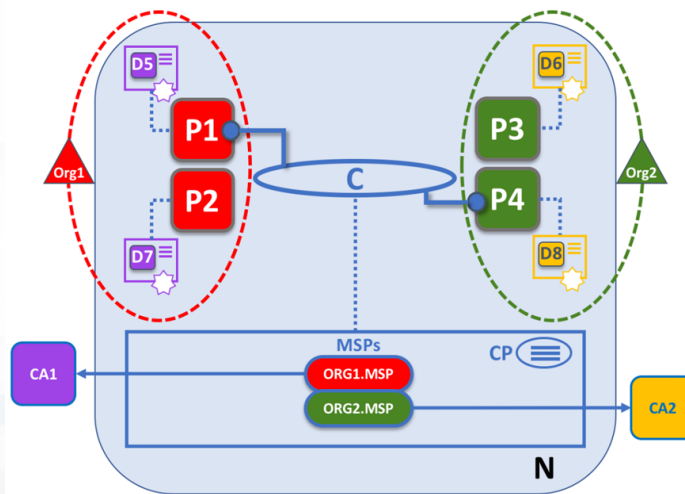 D5
D6
P1
P3
Org1
C
Org2
P2
P4
D7
D8
MSPs
CP
CA1
ORG1.MSP
ORG2.MSP
CA2
N